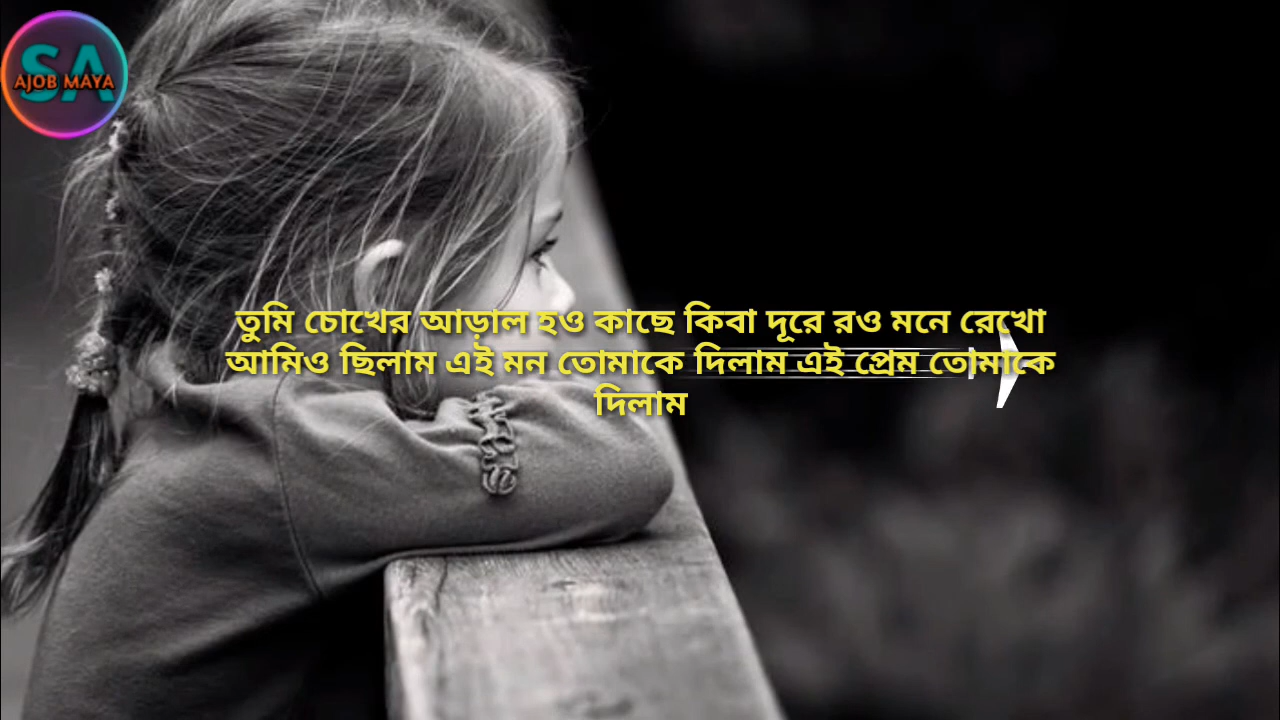 SA
AJOB MAYA
তুমি চোখের আড়াল হও কাছে কিবা দূরে রও মনে রেখো
আমিও ছিলাম এই মন তোমাকে দিলাম এই প্রেম তোমাকে
দিলাম